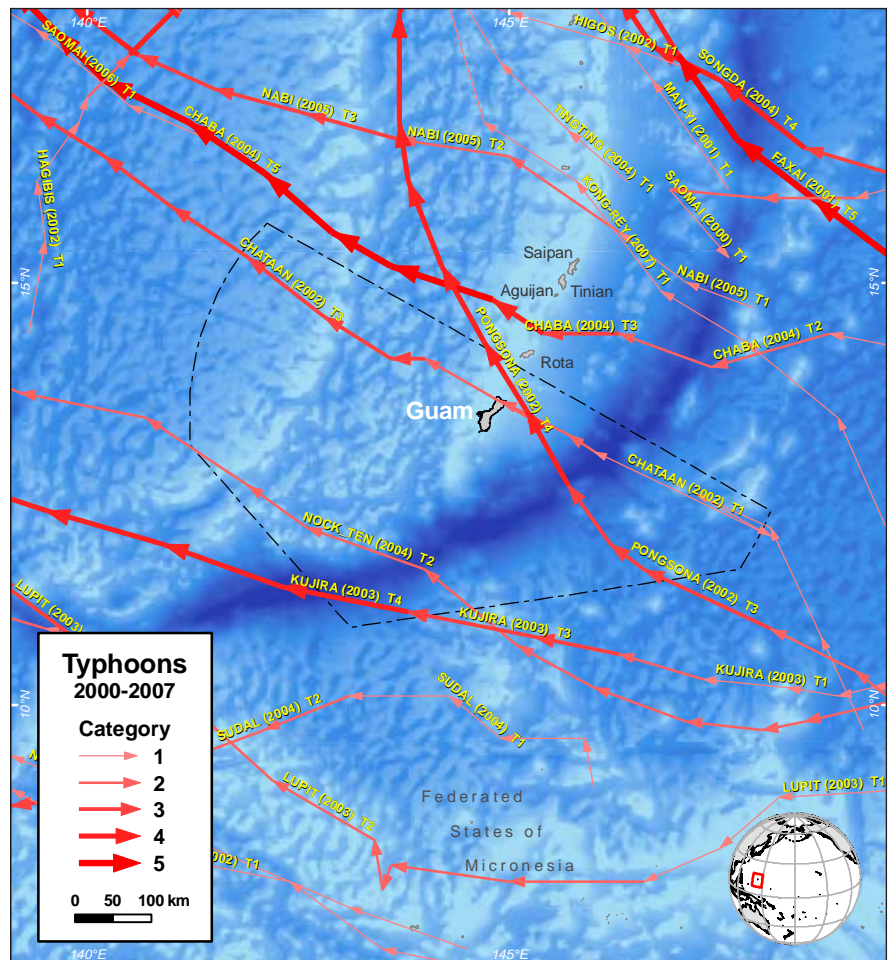 140°E
145°E
SAOMAI (2006) T1
HIGOS (2002) T1
SONGDA (2004) T4
NABI (2005) T3
CHABA (2004) T5
NABI (2005) T2
TINGTING (2004) T1
MAN-YI (2001) T1
HAGIBIS (2002) T1
KONG-REY (2007) T1
SAOMAI (2000) T1
FAXAI (2001) T5
15°N
15°N
CHATAAN (2002) T3
Saipan
Aguijan
Tinian
NABI (2005) T1
CHABA (2004) T3
CHABA (2004) T2
PONGSONA (2002) T4
Rota
Guam
CHATAAN (2002) T1
NOCK_TEN (2004) T2
PONGSONA (2002) T3
KUJIRA (2003) T4
KUJIRA (2003) T3
LUPIT (2003)
KUJIRA (2003) T1
10°N
10°N
SUDAL (2004) T2
SUDAL (2004) T1
LUPIT (2003) T2
LUPIT (2003) T1
Federated
States of
Micronesia
002) T1
Typhoons
2000-2007
Category
1
2
3
4
5
0 50 100 km
140°E
145°E